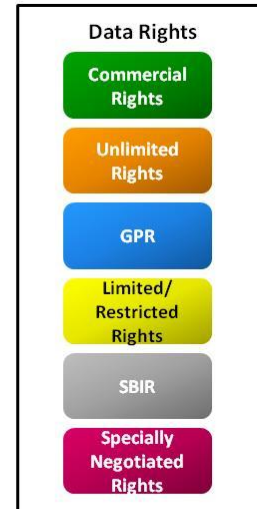 Data Rights
Commercial
Rights
Unlimited
Rights
GPR
Limited/
Restricted
Rights
SBIR
Specially
Negotiated
Rights